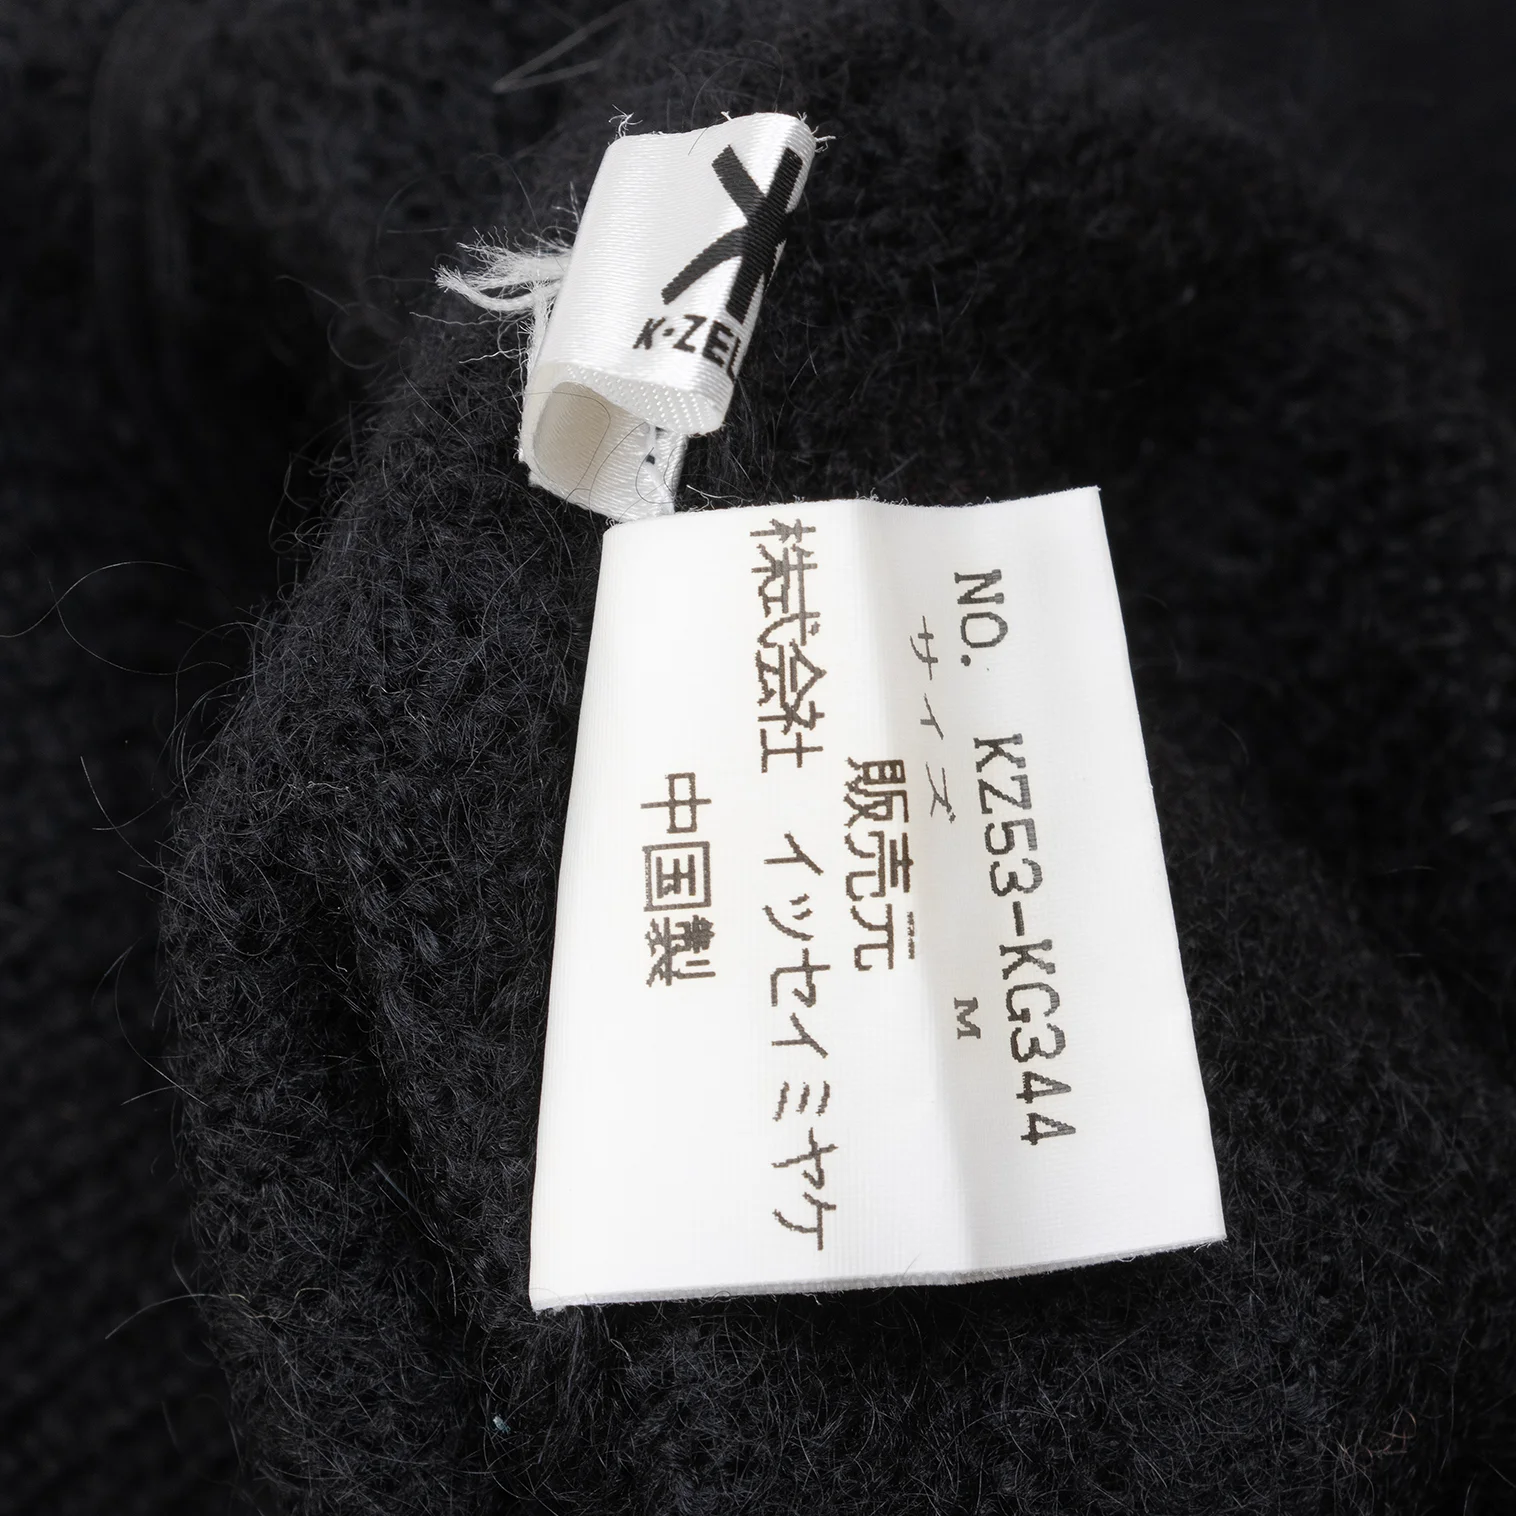 K・ZE
NO. KZ53-KG344
サイズ M
販売元
株式会社 イッセイミヤケ
中国製